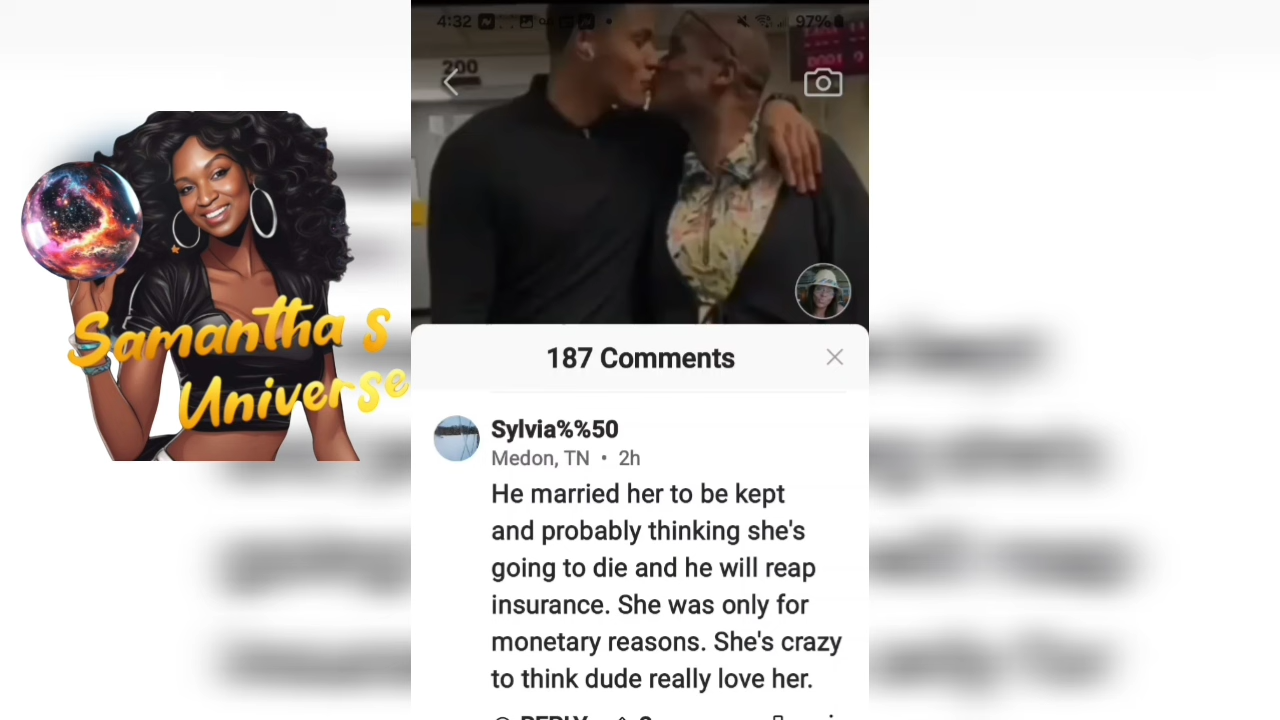 4:32
97%
200
Samantha s
Universe
187 Comments
Sylvia%%50
Medon, TN • 2h
He married her to be kept
and probably thinking she's
going to die and he will reap
insurance. She was only for
monetary reasons. She's crazy
to think dude really love her.
REPLY